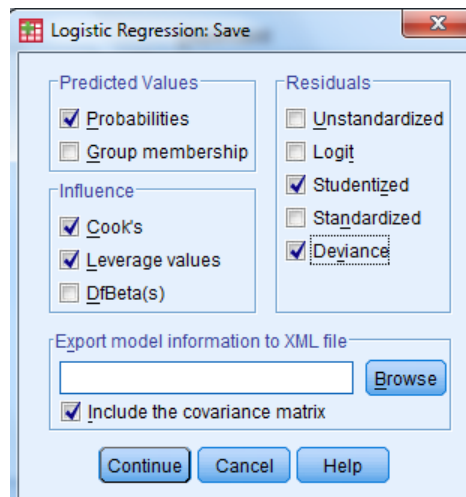 Logistic Regression: Save
Predicted Values
Probabilities
Group membership
Influence
Cook's
Leverage values
DfBeta(s)
Residuals
Unstandardized
Logit
Studentized
Standardized
Deviance
Export model information to XML file
Browse
Include the covariance matrix
Continue Cancel Help